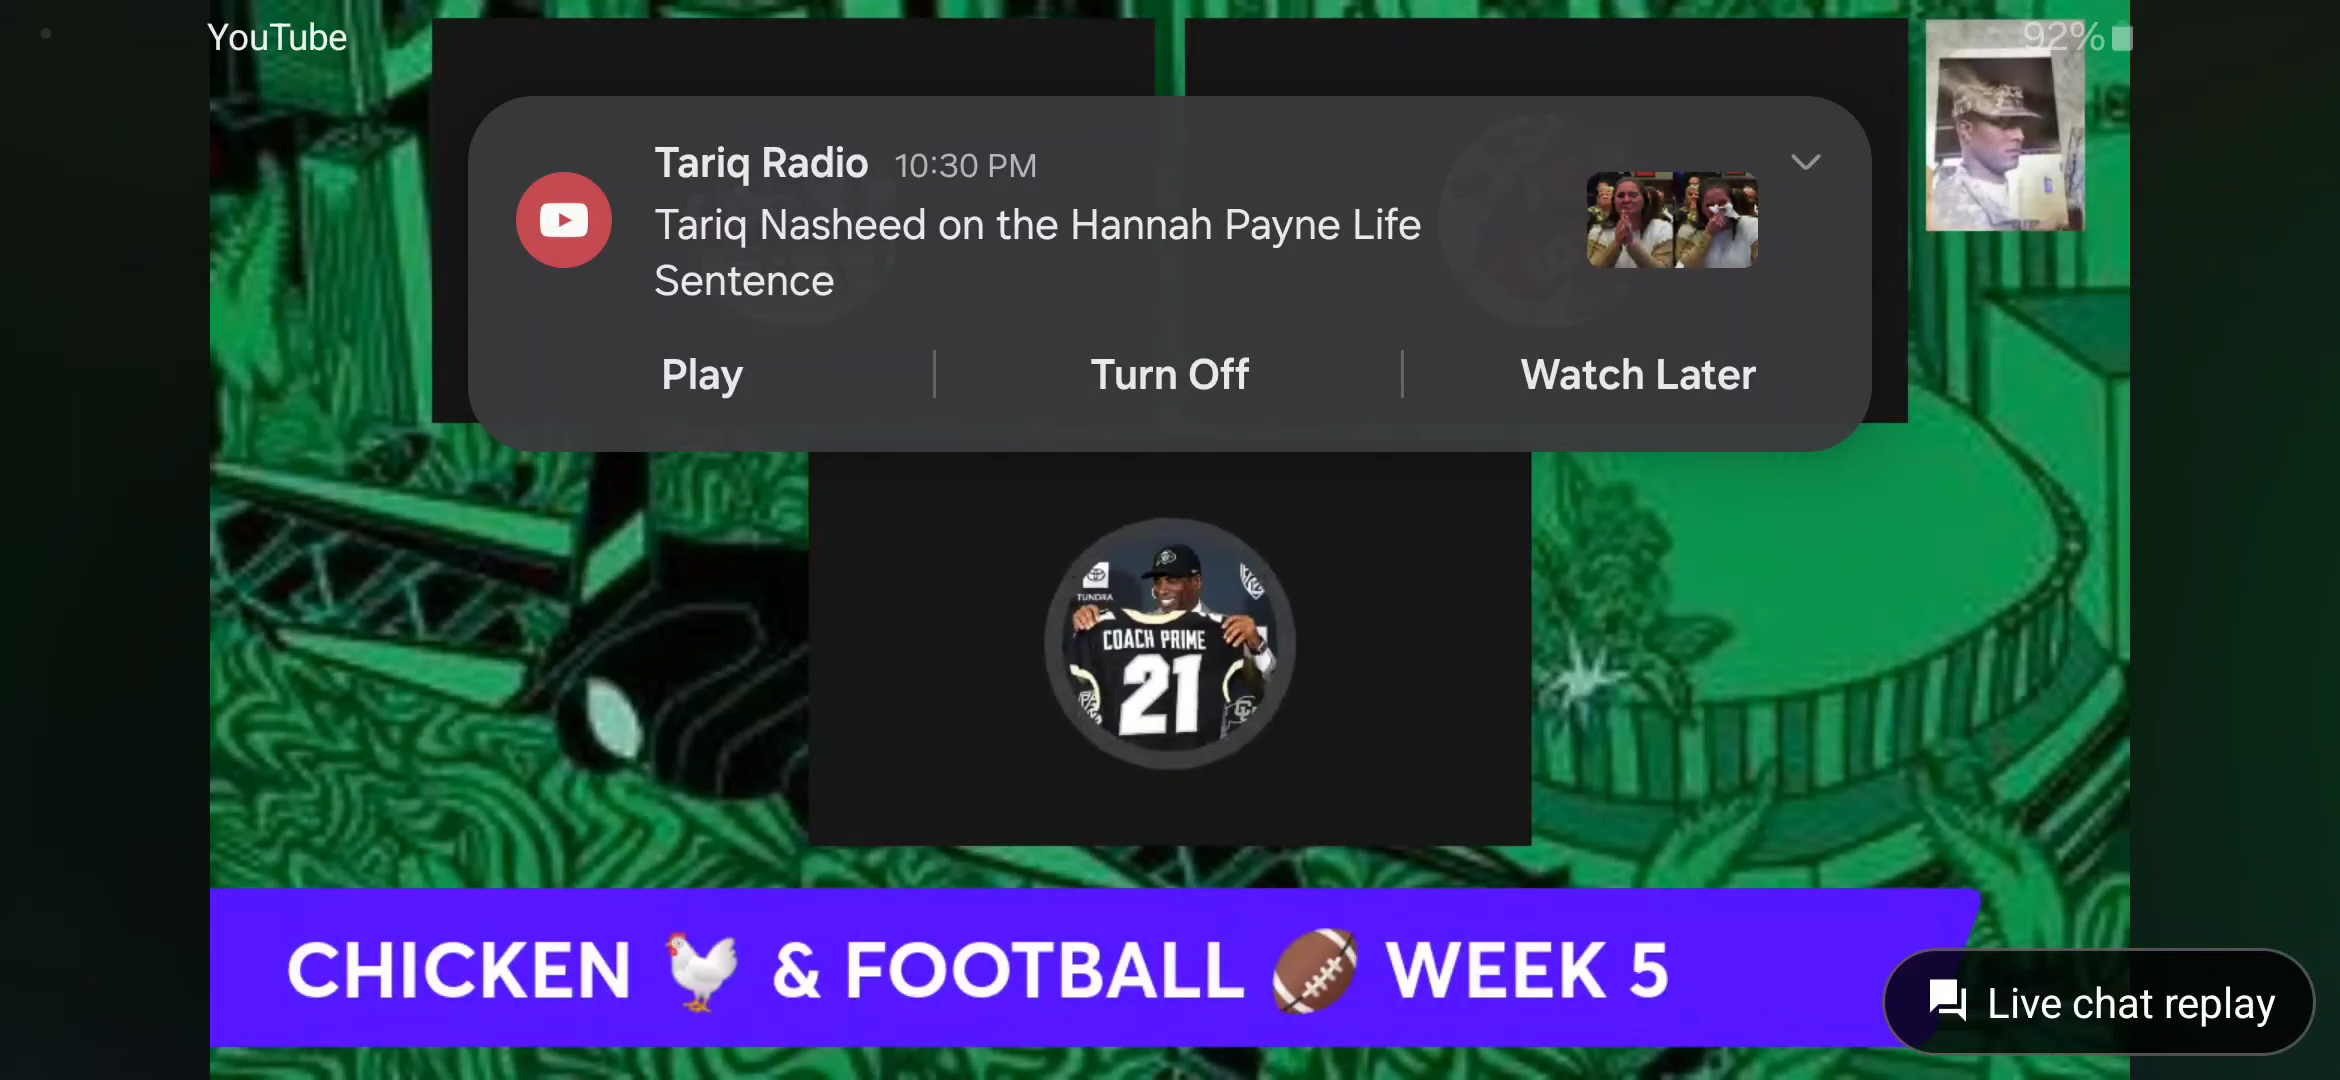 YouTube
92%
Tariq Radio 10:30 PM
Tariq Nasheed on the Hannah Payne Life
Sentence
Play
Turn Off
Watch Later
TUNDRA
COACH PRIME
21
CHICKEN 🐓 & FOOTBALL 🏈 WEEK 5
Live chat replay